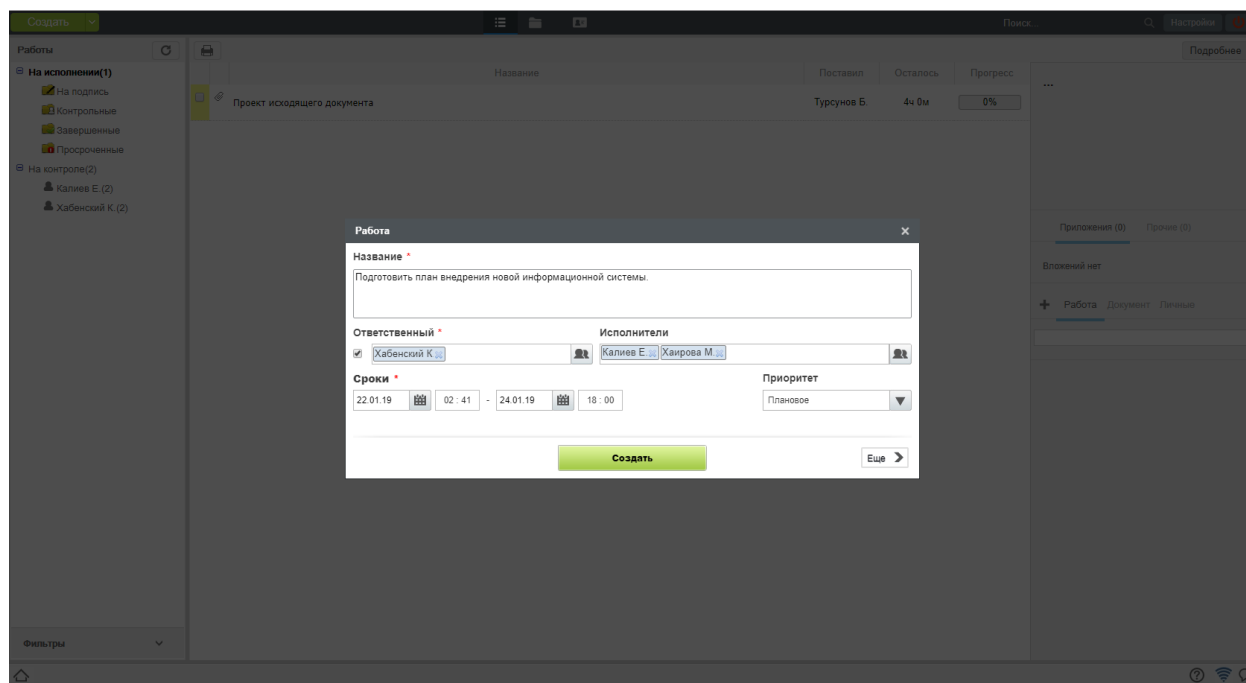 Создать
Поиск...
Настройки
Работы
Подробнее
На исполнении(1)
На подпись
Контрольные
Завершенные
Просроченные
На контроле(2)
Калиев Е.(2)
Хабенский К.(2)
Название Поставил Осталось Прогресс
Проект исходящего документа Турсунов Б. 4ч 0м 0%
...
Приложения (0) Прочие (0)
Вложений нет
Работа Документ Личные
Работа
Название *
Подготовить план внедрения новой информационной системы.
Ответственный * Исполнители
Хабенский К Калиев Е. Хаирова М.
Сроки * Приоритет
22.01.19 02 : 41 - 24.01.19 18 : 00 Плановое
Создать Еще
Фильтры